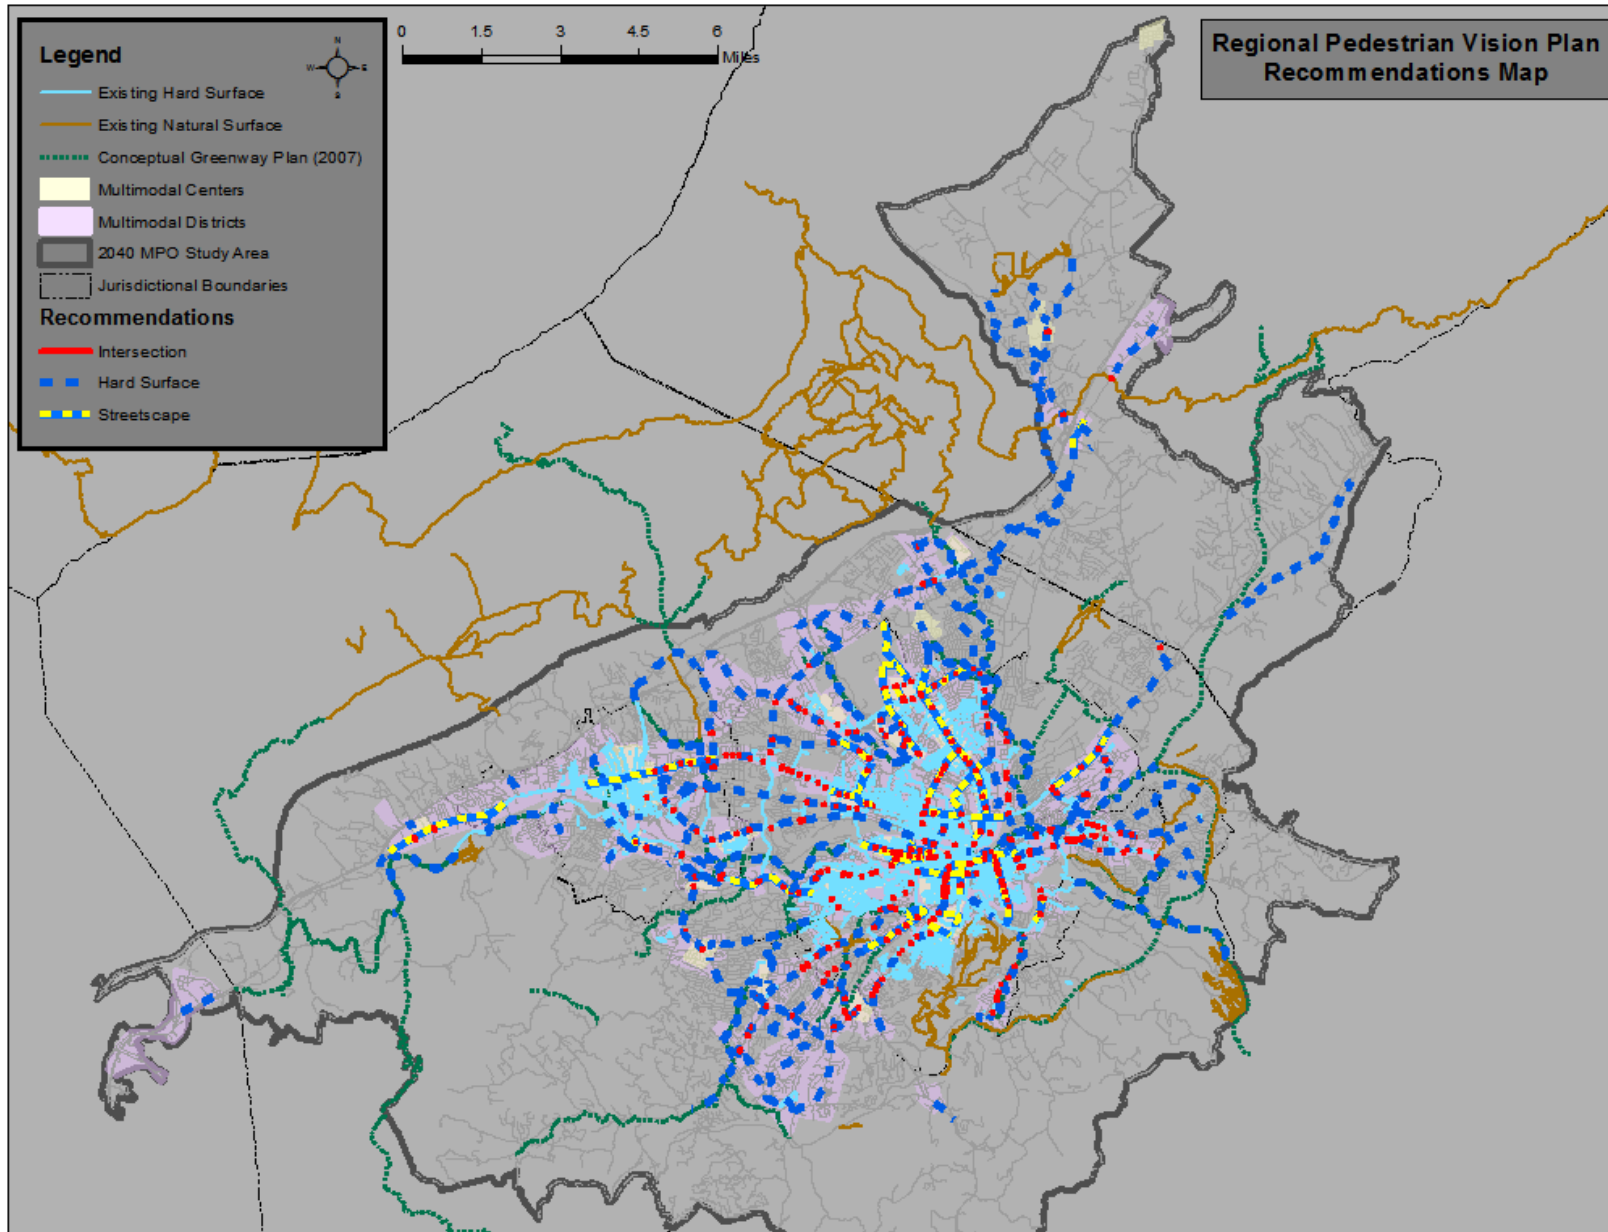 Legend
N
W E
S
Existing Hard Surface
Existing Natural Surface
Conceptual Greenway Plan (2007)
Multimodal Centers
Multimodal Districts
2040 MPO Study Area
Jurisdictional Boundaries
Recommendations
Intersection
Hard Surface
Streetscape
0 1.5 3 4.5 6
Miles
Regional Pedestrian Vision Plan
Recommendations Map